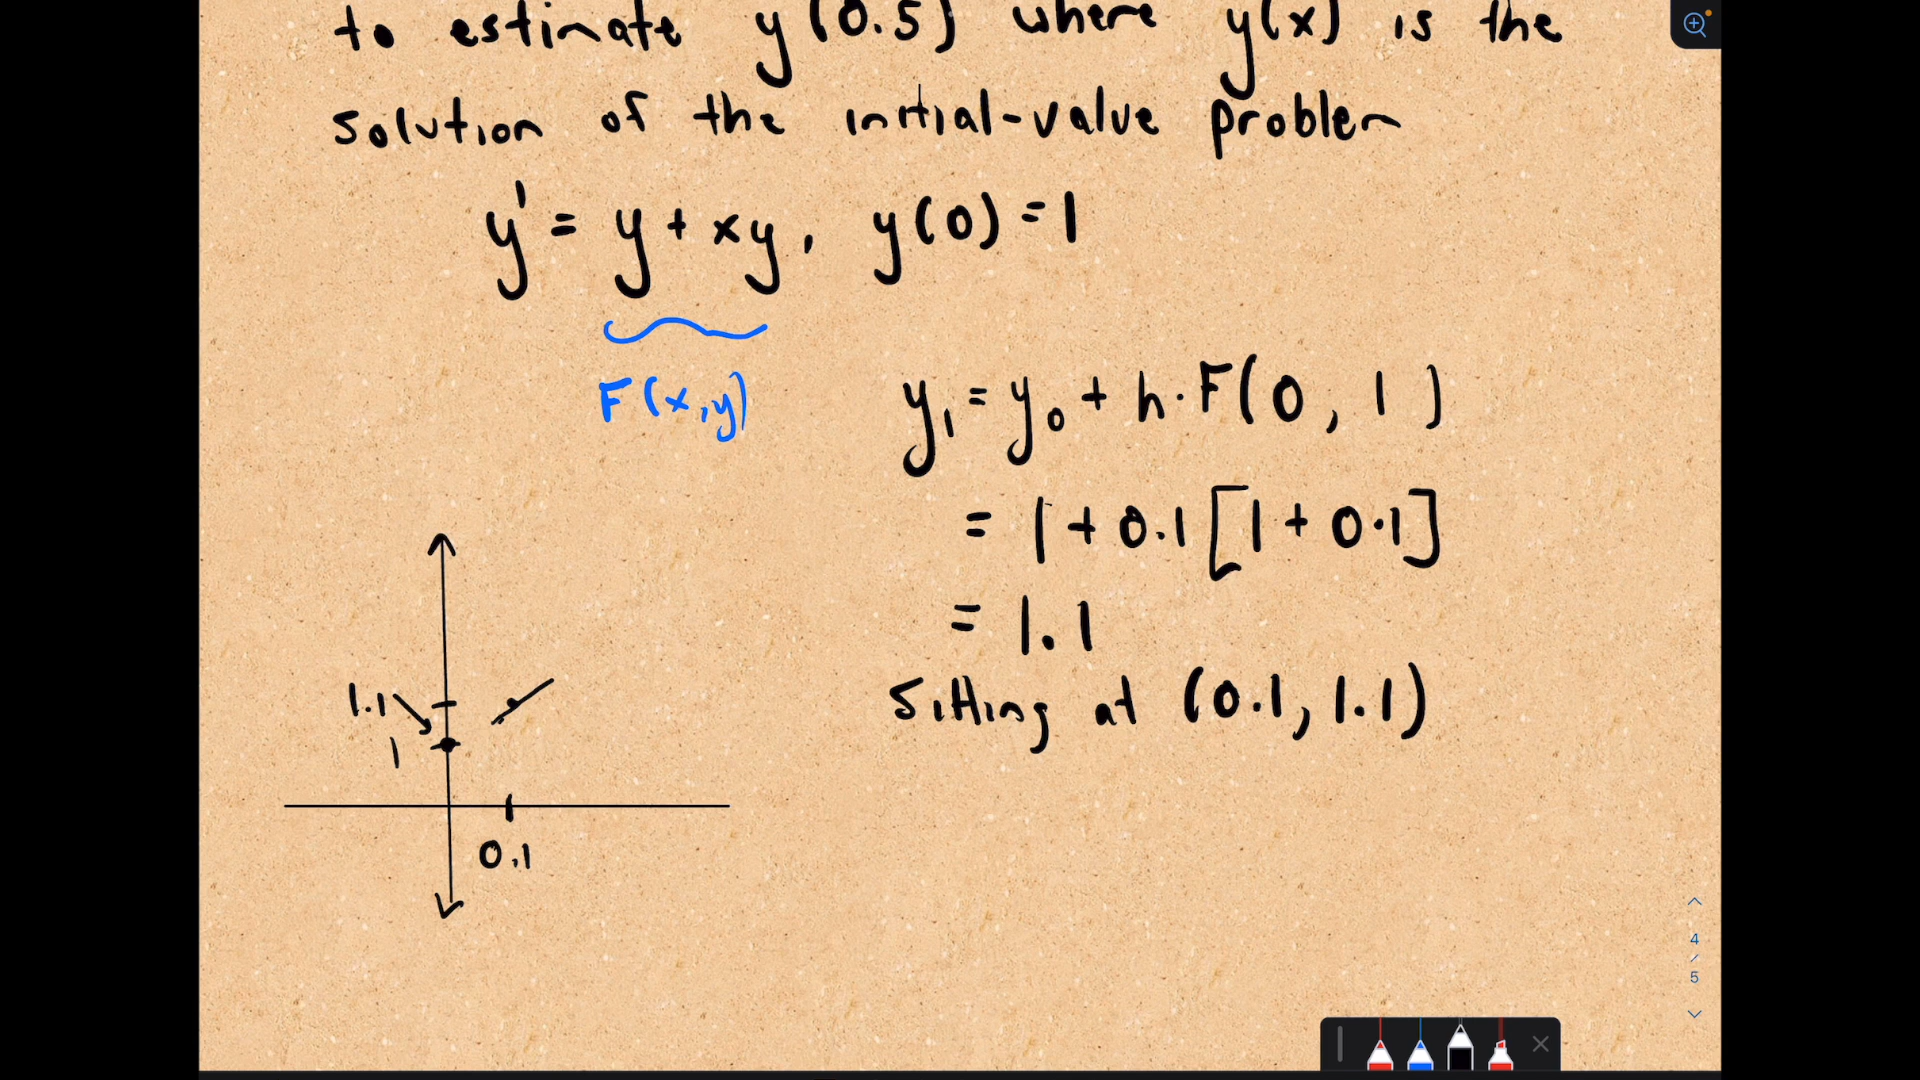 to estimate y(0.5) where y(x) is the
solution of the initial-value problem
y' = y + xy, y(0) = 1
F(x,y)
y₁ = y₀ + h·F(0, 1)
= 1 + 0.1[1 + 0·1]
= 1.1
Sitting at (0.1, 1.1)
1.1
1
0.1
4
/
5